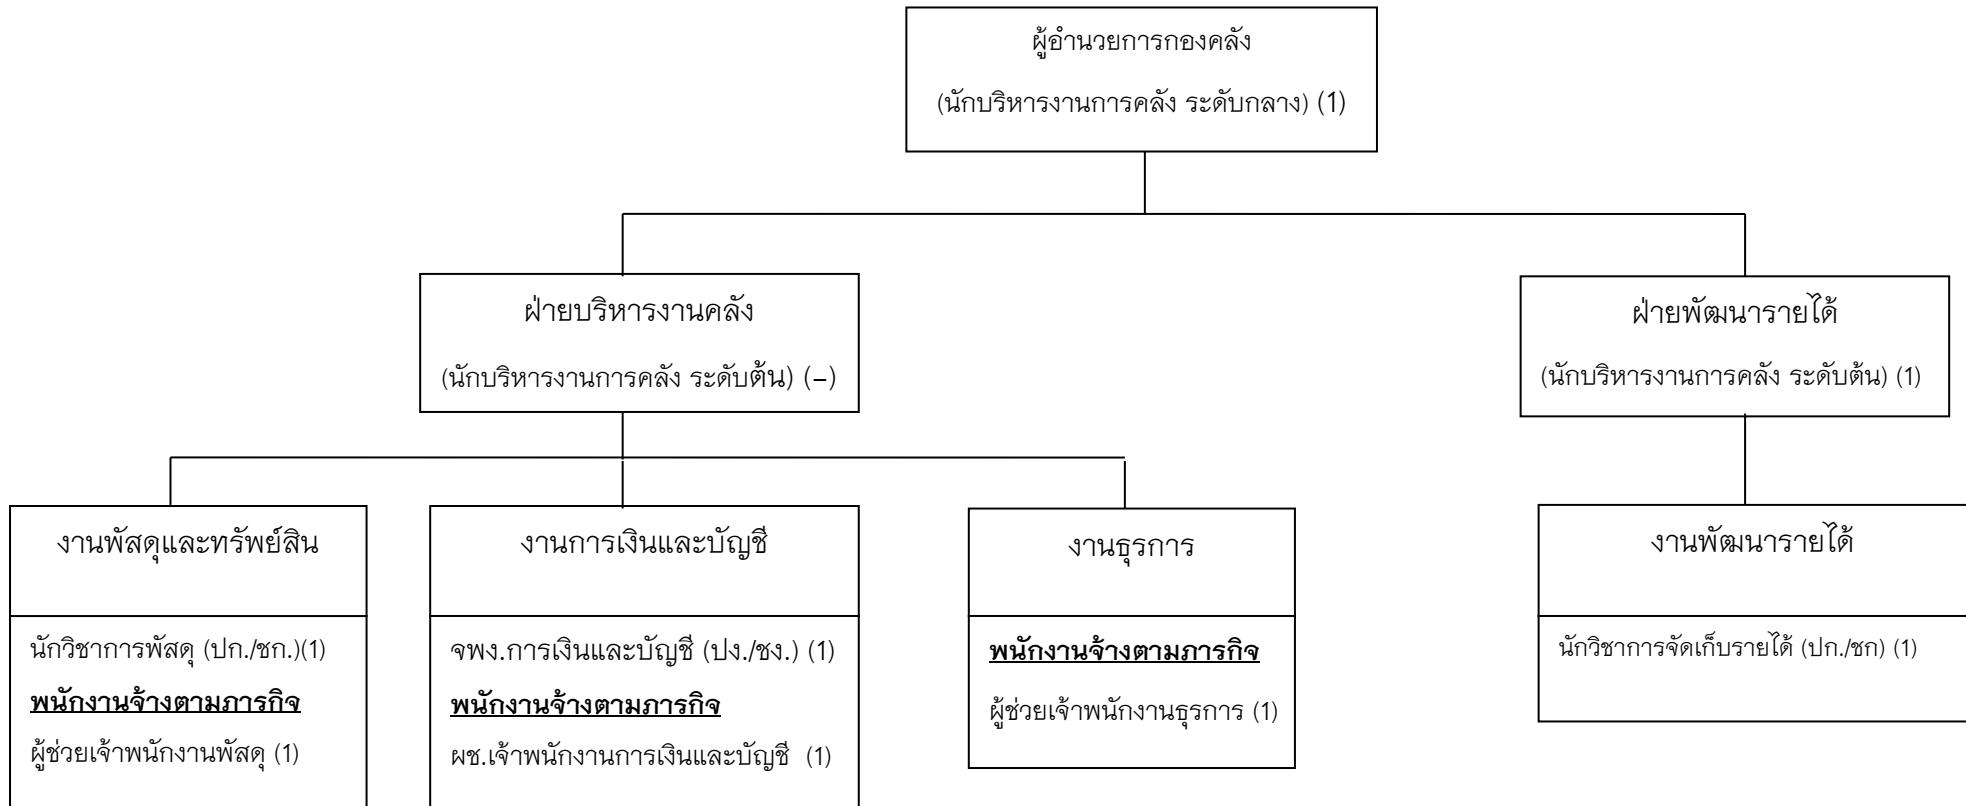 ผู้อำนวยการกองคลัง
(นักบริหารงานการคลัง ระดับกลาง) (1)
ฝ่ายบริหารงานคลัง
(นักบริหารงานการคลัง ระดับต้น) (–)
ฝ่ายพัฒนารายได้
(นักบริหารงานการคลัง ระดับต้น) (1)
งานพัสดุและทรัพย์สิน
นักวิชาการพัสดุ (ปก./ชก.)(1)
พนักงานจ้างตามภารกิจ
ผู้ช่วยเจ้าพนักงานพัสดุ (1)
งานการเงินและบัญชี
จพง.การเงินและบัญชี (ปง./ชง.) (1)
พนักงานจ้างตามภารกิจ
ผช.เจ้าพนักงานการเงินและบัญชี (1)
งานธุรการ
พนักงานจ้างตามภารกิจ
ผู้ช่วยเจ้าพนักงานธุรการ (1)
งานพัฒนารายได้
นักวิชาการจัดเก็บรายได้ (ปก./ชก) (1)